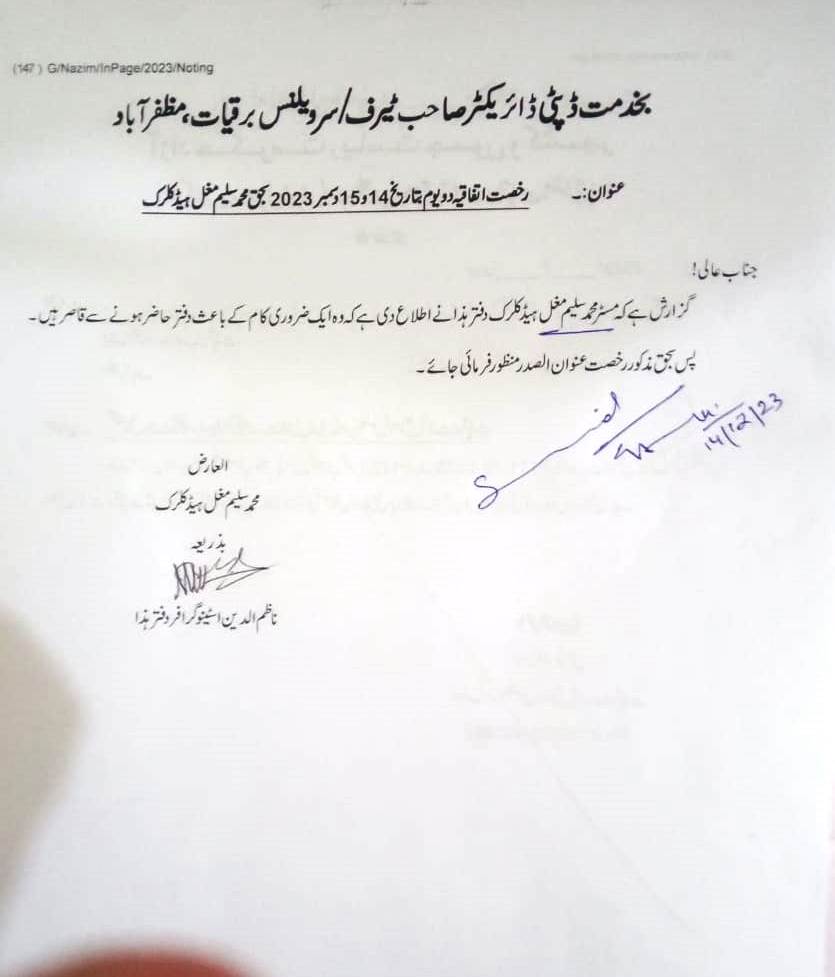 (147 ) G/Nazim/InPage/2023/Noting
بخدمت ڈپٹی ڈائریکٹر صاحب ٹیرف/سرویلنس برقیات، مظفرآباد
عنوان:۔ رخصت اتفاقیہ دو یوم بتاریخ 14 و 15 دسمبر 2023 بحق محمد سلیم مغل ہیڈ کلرک
جناب عالی!
گزارش ہے کہ مسٹر محمد سلیم مغل ہیڈ کلرک دفتر ہذا نے اطلاع دی ہے کہ وہ ایک ضروری کام کے باعث دفتر حاضر ہونے سے قاصر ہیں۔
پس بحق مذکور رخصت عنوان الصدر منظور فرمائی جائے۔
14/12/23
العارض
محمد سلیم مغل ہیڈ کلرک
بذریعہ
ناظم الدین اسٹینوگرافر دفتر ہذا